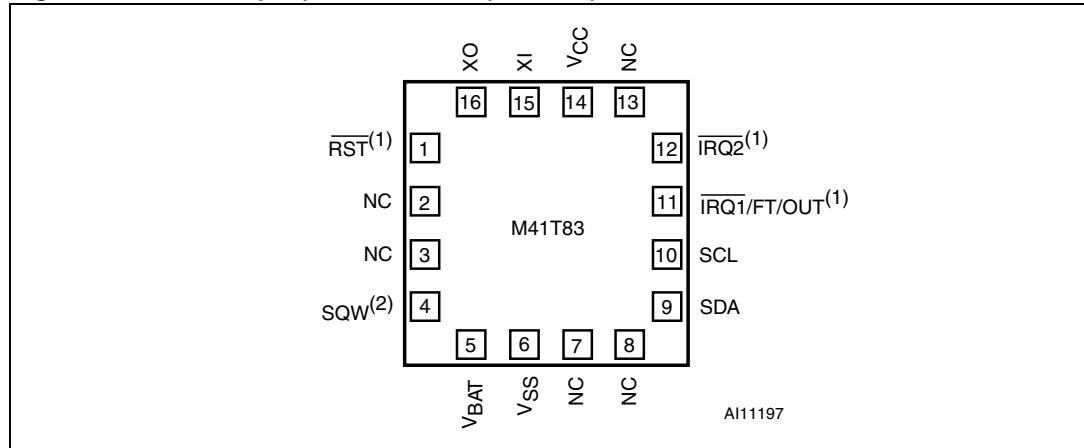 XO XI VCC NC
16 15 14 13
RST(1) 1 12 IRQ2(1)
NC 2 11 IRQ1/FT/OUT(1)
M41T83
NC 3 10 SCL
SQW(2) 4 9 SDA
5 6 7 8
VBAT VSS NC NC
AI11197